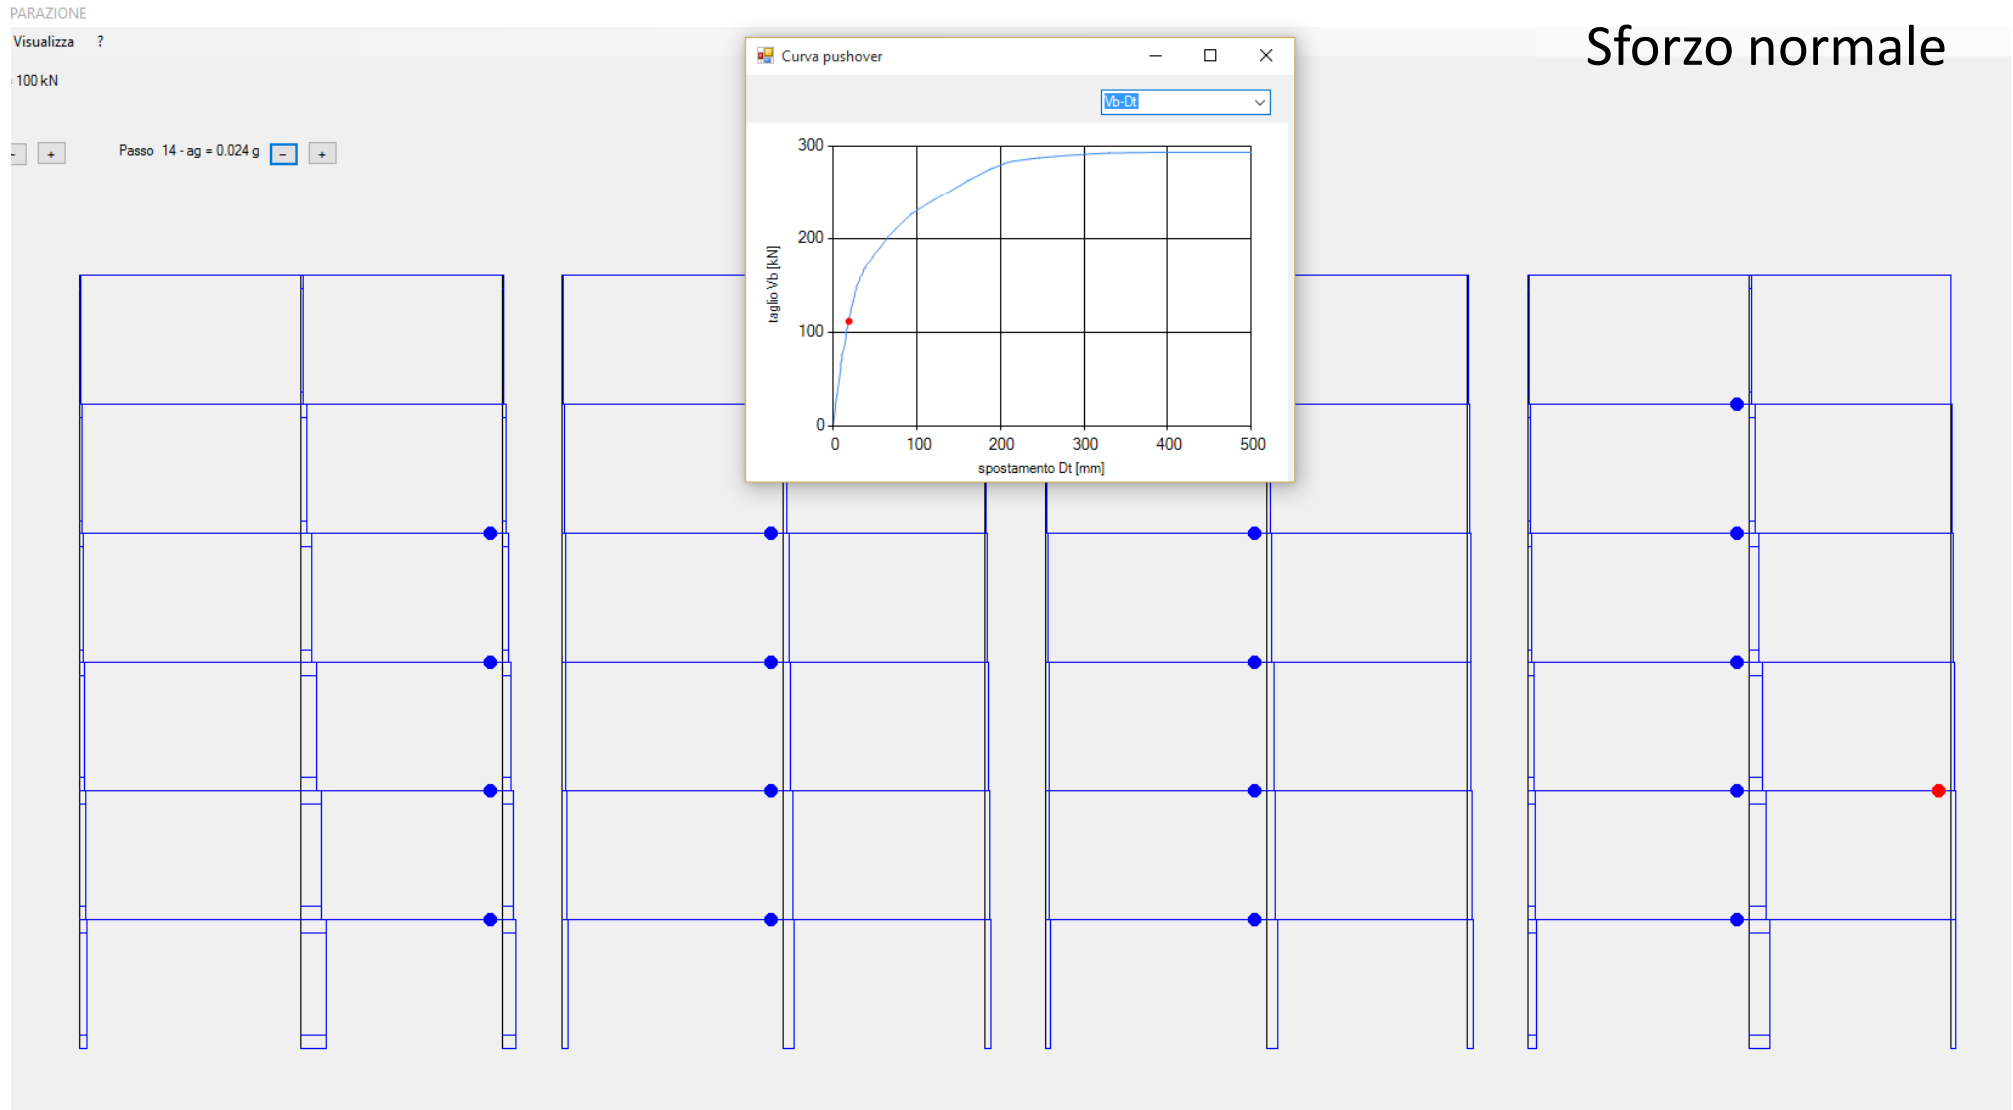 PARAZIONE
Sforzo normale
Visualizza ?
Curva pushover
= 100 kN
Vb-Dt
- +
Passo 14 - ag = 0.024 g - +
300
200
100
0
taglio Vb [kN]
0 100 200 300 400 500
spostamento Dt [mm]